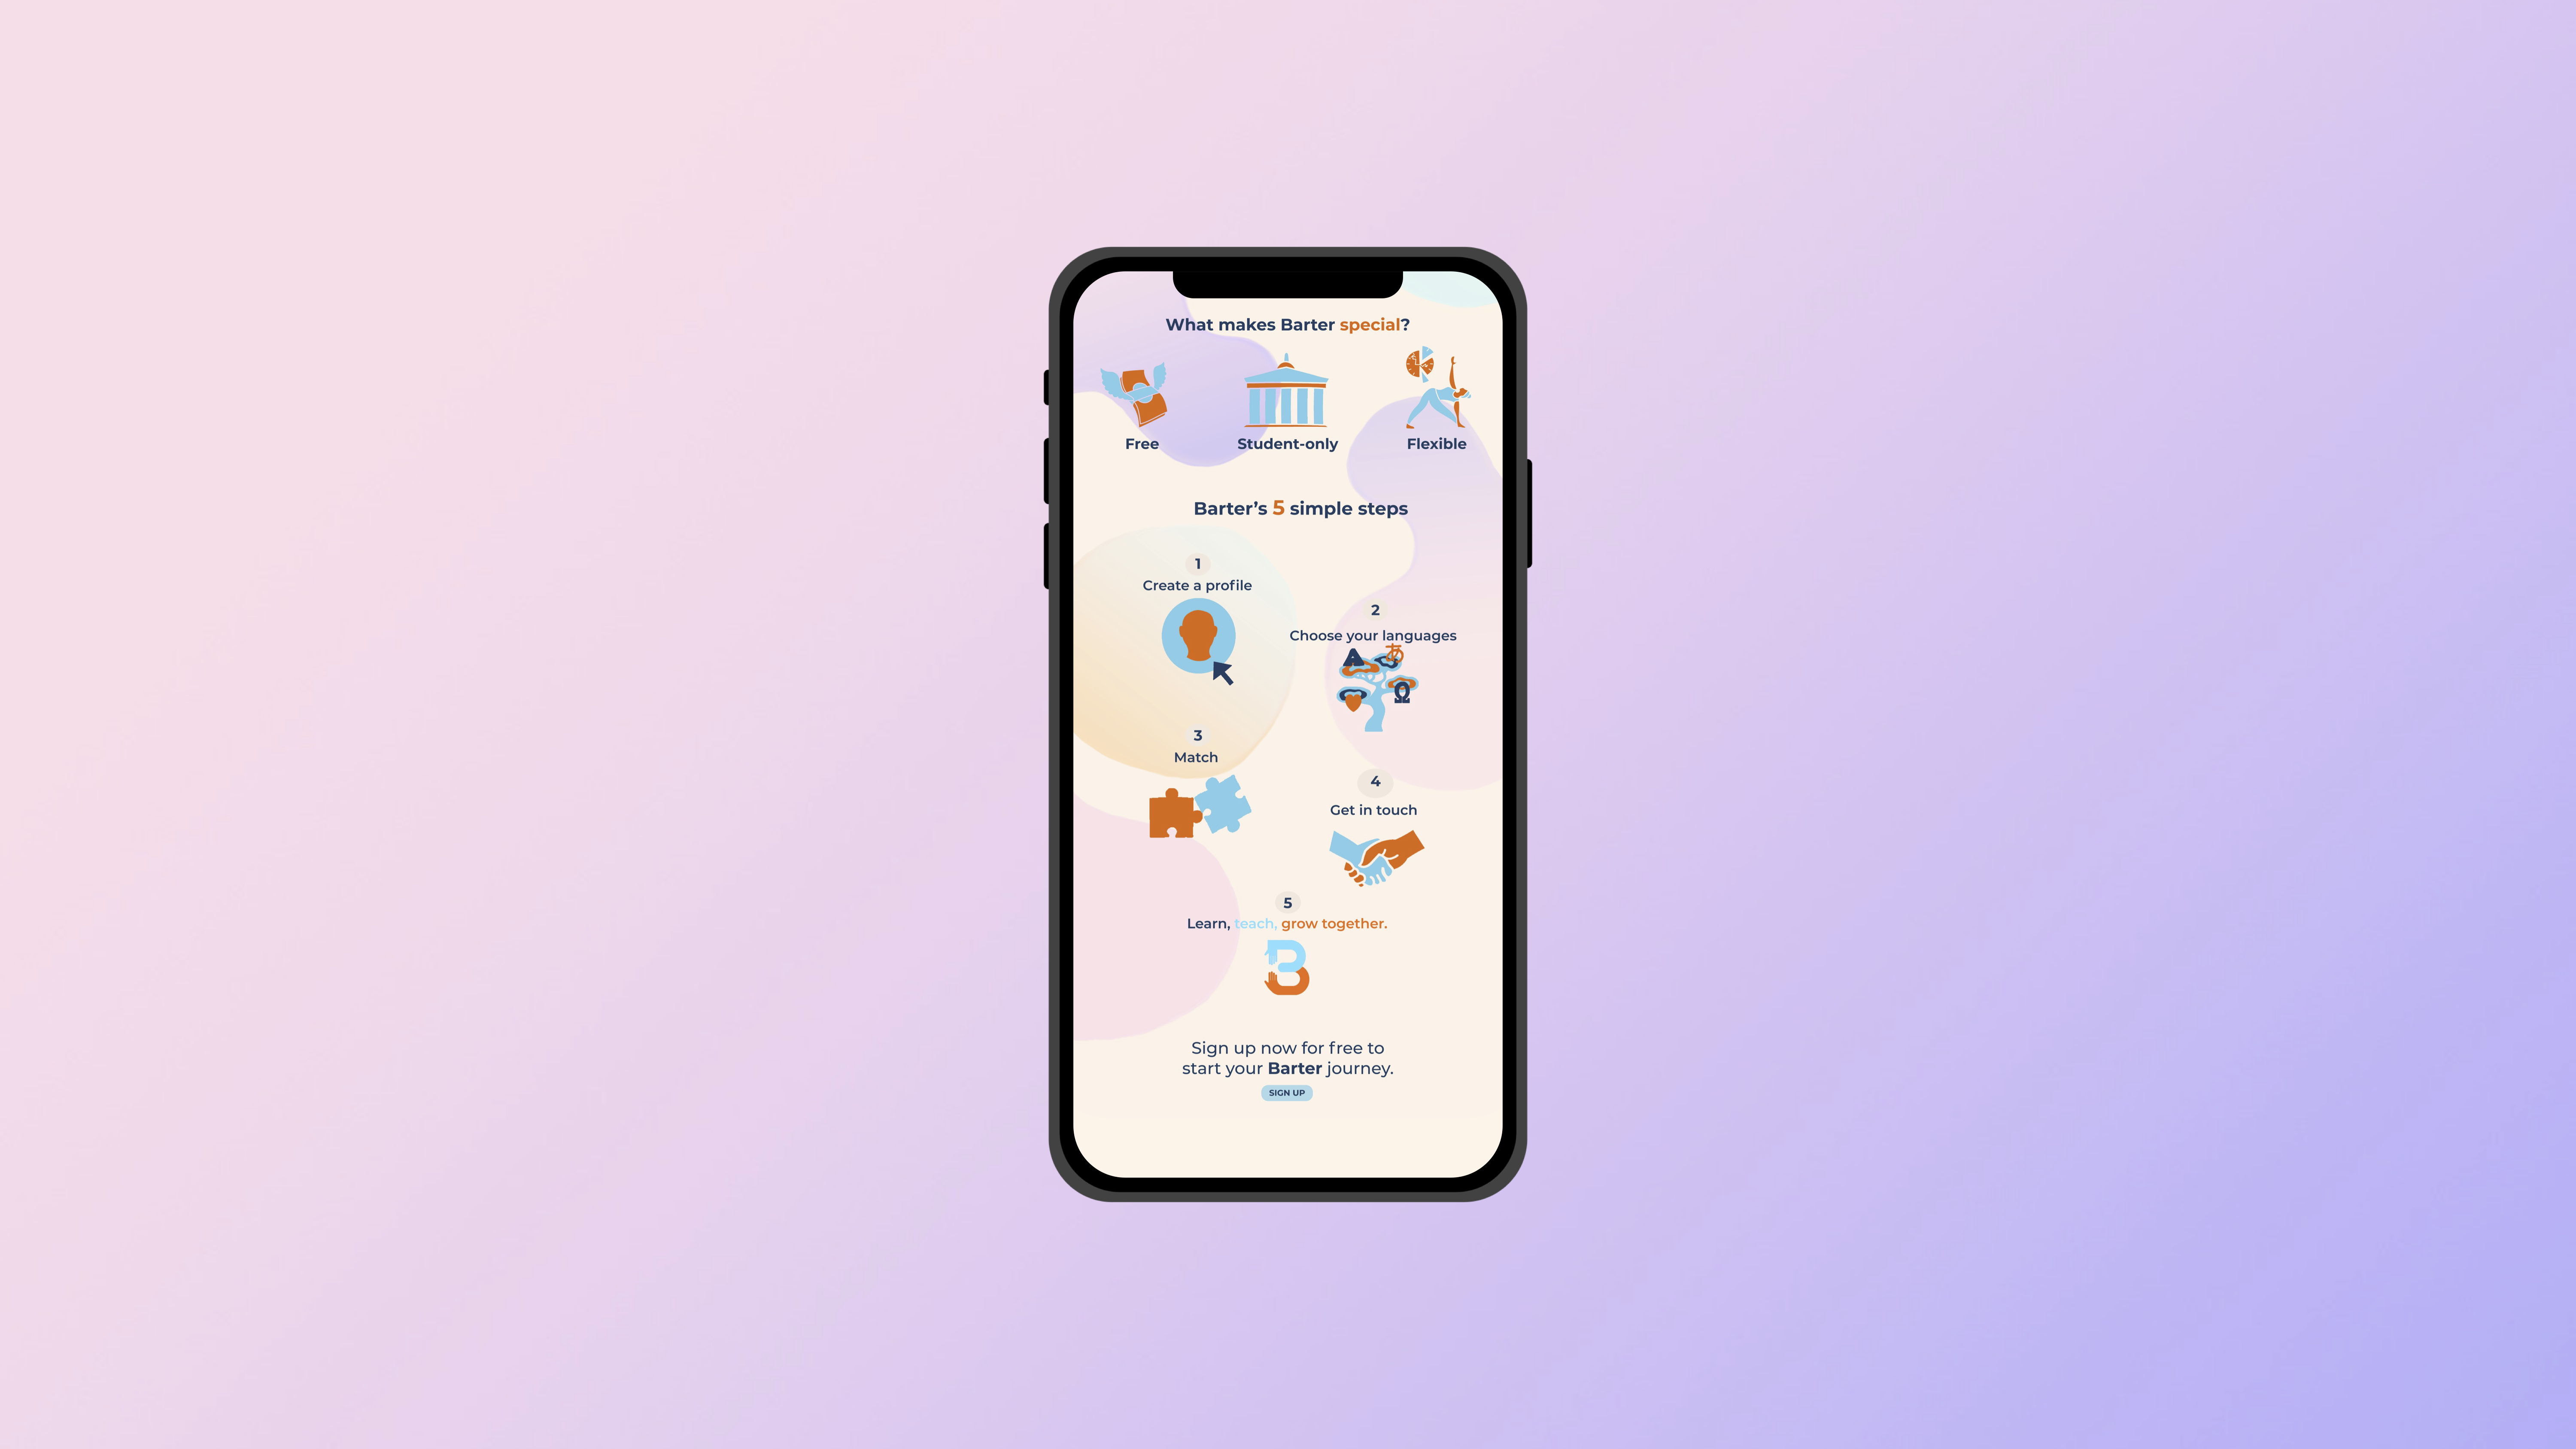 What makes Barter special?
Free
Student-only
Flexible
Barter's 5 simple steps
1
Create a profile
2
Choose your languages
A
あ
Ω
3
Match
4
Get in touch
5
Learn, teach, grow together.
B
Sign up now for free to
start your Barter journey.
SIGN UP